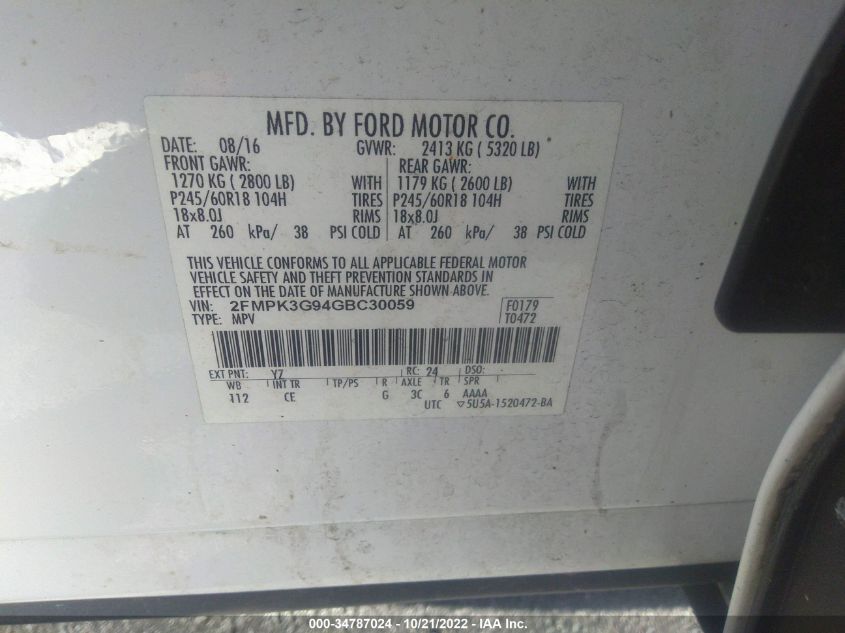 MFD. BY FORD MOTOR CO.
DATE: 08/16 GVWR: 2413 KG ( 5320 LB)
FRONT GAWR: REAR GAWR:
1270 KG ( 2800 LB) WITH 1179 KG ( 2600 LB) WITH
P245/60R18 104H TIRES P245/60R18 104H TIRES
18x8.0J RIMS 18x8.0J RIMS
AT 260 kPa/ 38 PSI COLD AT 260 kPa/ 38 PSI COLD
THIS VEHICLE CONFORMS TO ALL APPLICABLE FEDERAL MOTOR
VEHICLE SAFETY AND THEFT PREVENTION STANDARDS IN
EFFECT ON THE DATE OF MANUFACTURE SHOWN ABOVE.
VIN: 2FMPK3G94GBC30059 F0179
TYPE: MPV T0472
EXT PNT: YZ RC: 24 DSO:
WB INT TR TP/PS R AXLE TR SPR
112 CE G 3C 6 AAAA
UTC ▽5U5A-1520472-BA
000-34787024 - 10/21/2022 - IAA Inc.